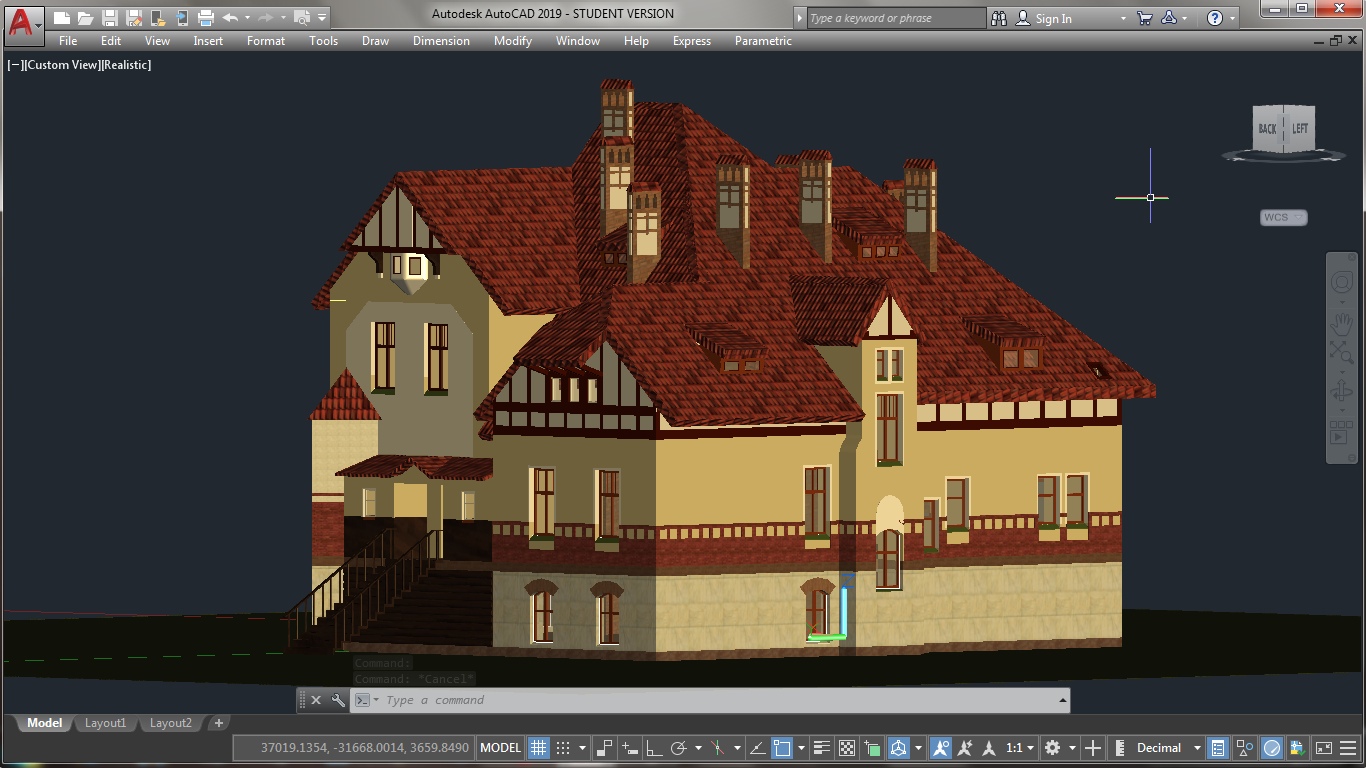 Autodesk AutoCAD 2019 - STUDENT VERSION
Type a keyword or phrase
Sign In
File Edit View Insert Format Tools Draw Dimension Modify Window Help Express Parametric
[−][Custom View][Realistic]
BACK LEFT
WCS
Command:
Command: *Cancel*
Type a command
Model Layout1 Layout2 +
37019.1354, -31668.0014, 3659.8490 MODEL 1:1 Decimal